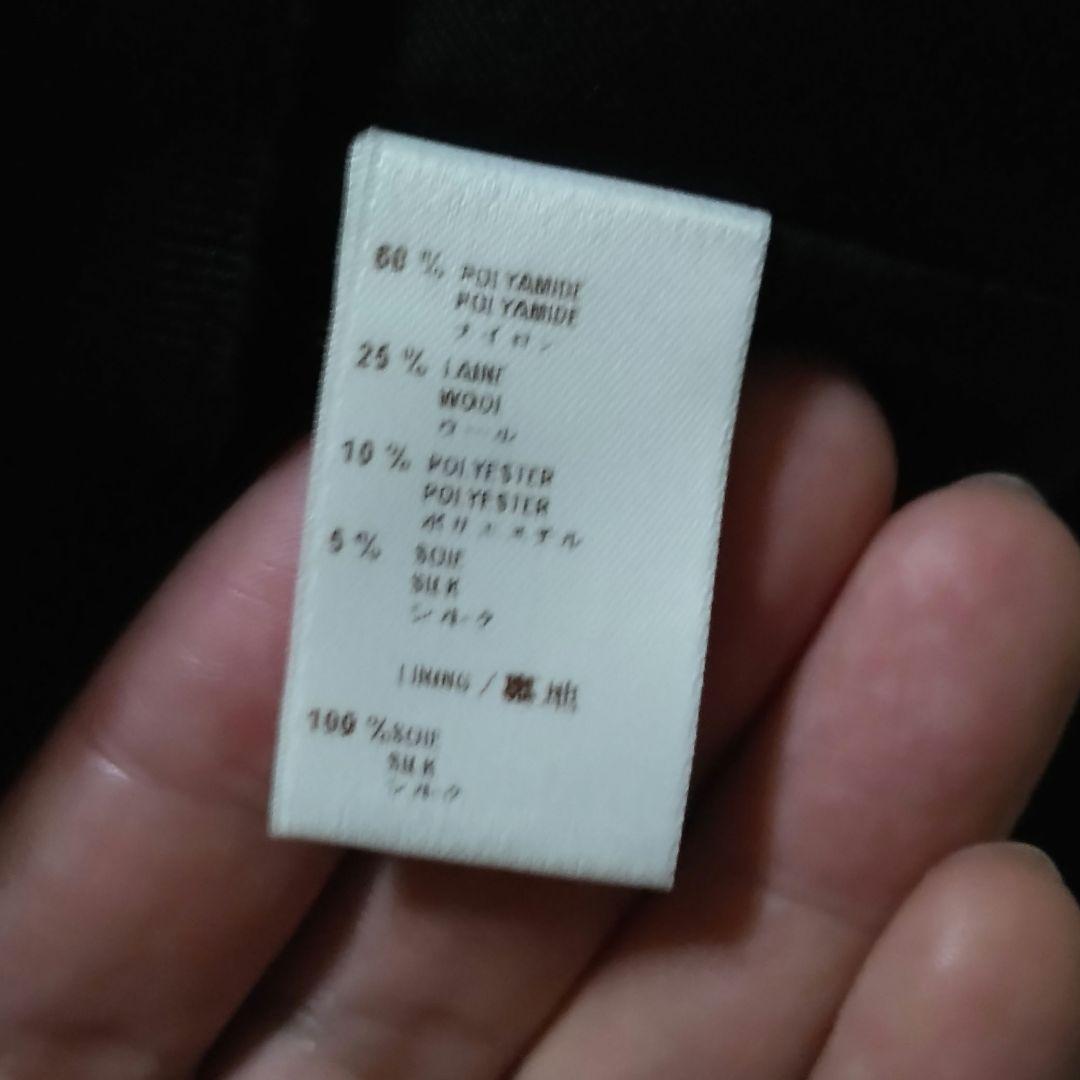 60 % POLYAMIDE
POLYAMIDE
ナイロン
25 % LAINE
WOOL
ウール
10 % POLYESTER
POLYESTER
ポリエステル
5 % SOIE
SILK
シルク
LINING / 裏地
100 % SOIE
SILK
シルク